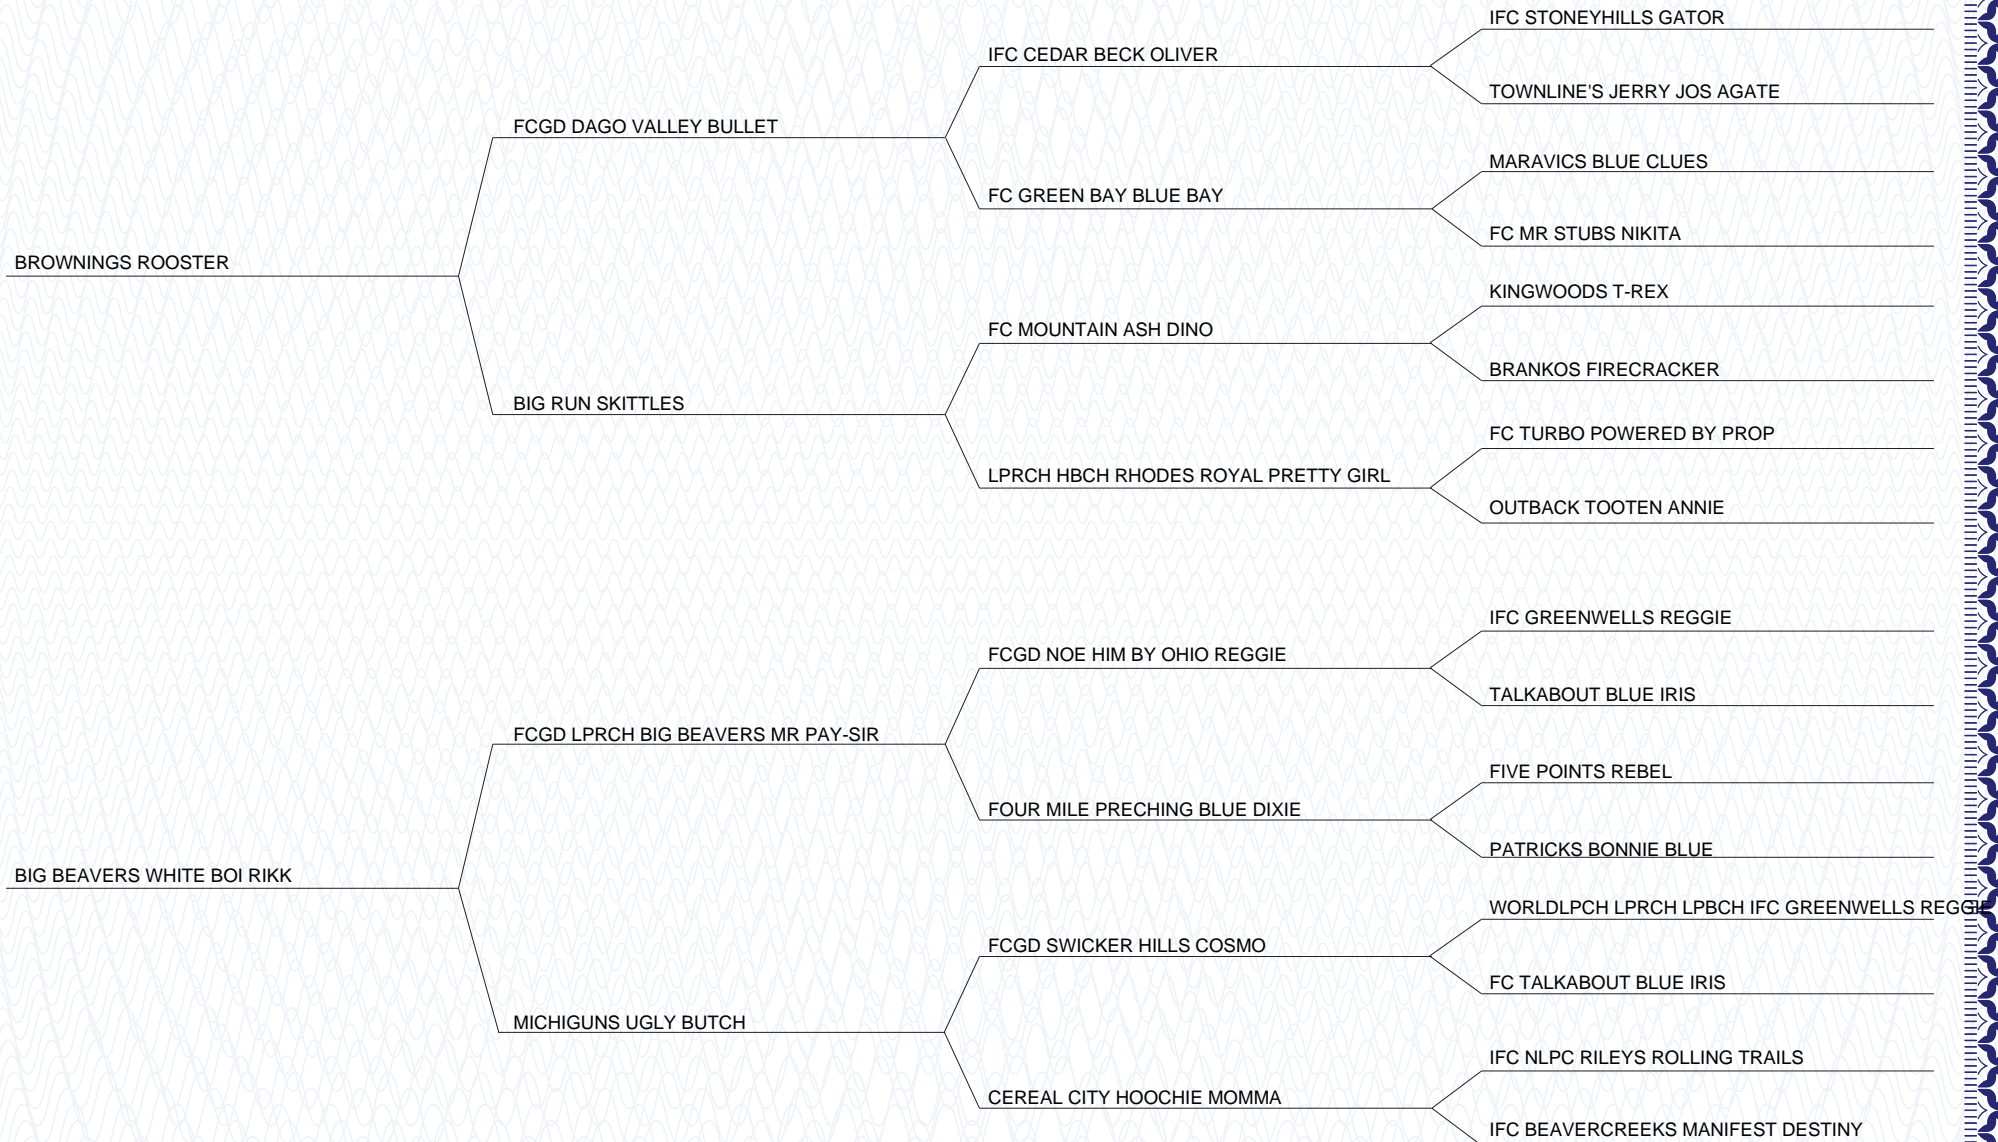 IFC STONEYHILLS GATOR
IFC CEDAR BECK OLIVER
TOWNLINE'S JERRY JOS AGATE
FCGD DAGO VALLEY BULLET
MARAVICS BLUE CLUES
FC GREEN BAY BLUE BAY
FC MR STUBS NIKITA
BROWNINGS ROOSTER
KINGWOODS T-REX
FC MOUNTAIN ASH DINO
BRANKOS FIRECRACKER
BIG RUN SKITTLES
FC TURBO POWERED BY PROP
LPRCH HBCH RHODES ROYAL PRETTY GIRL
OUTBACK TOOTEN ANNIE
IFC GREENWELLS REGGIE
FCGD NOE HIM BY OHIO REGGIE
TALKABOUT BLUE IRIS
FCGD LPRCH BIG BEAVERS MR PAY-SIR
FIVE POINTS REBEL
FOUR MILE PRECHING BLUE DIXIE
PATRICKS BONNIE BLUE
BIG BEAVERS WHITE BOI RIKK
WORLDLPCH LPRCH LPBCH IFC GREENWELLS REGGIE
FCGD SWICKER HILLS COSMO
FC TALKABOUT BLUE IRIS
MICHIGUNS UGLY BUTCH
IFC NLPC RILEYS ROLLING TRAILS
CEREAL CITY HOOCHIE MOMMA
IFC BEAVERCREEKS MANIFEST DESTINY